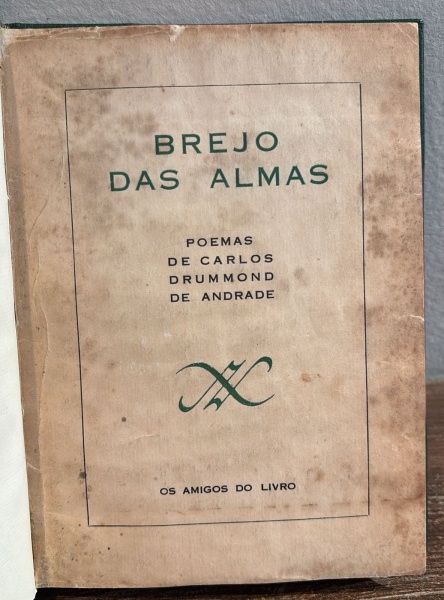 BREJO
DAS ALMAS
POEMAS
DE CARLOS
DRUMMOND
DE ANDRADE
OS AMIGOS DO LIVRO